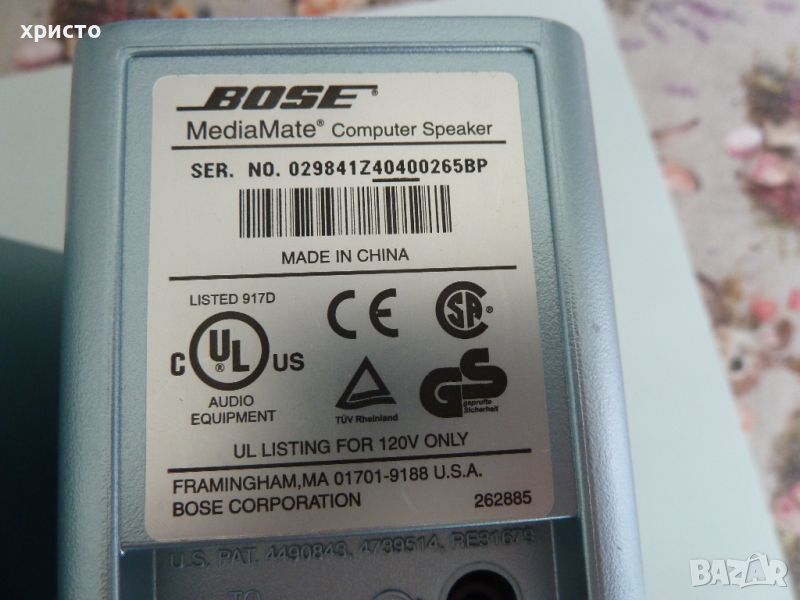 христо
BOSE®
MediaMate® Computer Speaker
SER. NO. 029841Z40400265BP
MADE IN CHINA
LISTED 917D
CE
SA
C UL® US
AUDIO
EQUIPMENT
TÜV Rheinland
GS
geprüfte
Sicherheit
UL LISTING FOR 120V ONLY
FRAMINGHAM,MA 01701-9188 U.S.A.
BOSE CORPORATION 262885
U.S. PAT. 4490843, 4739514, RE31679
TO
BAZAR